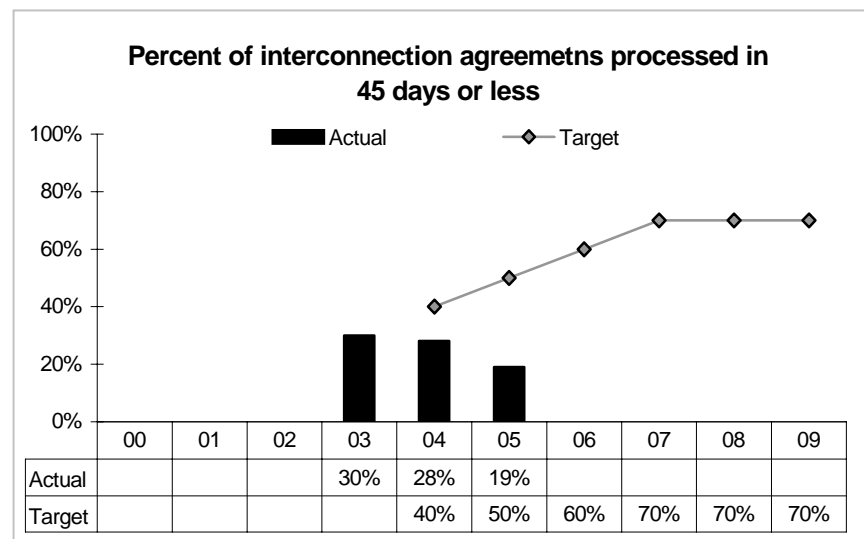 Percent of interconnection agreemetns processed in
45 days or less
Actual Target
100%
80%
60%
40%
20%
0%
00 01 02 03 04 05 06 07 08 09
Actual 30% 28% 19%
Target 40% 50% 60% 70% 70% 70%